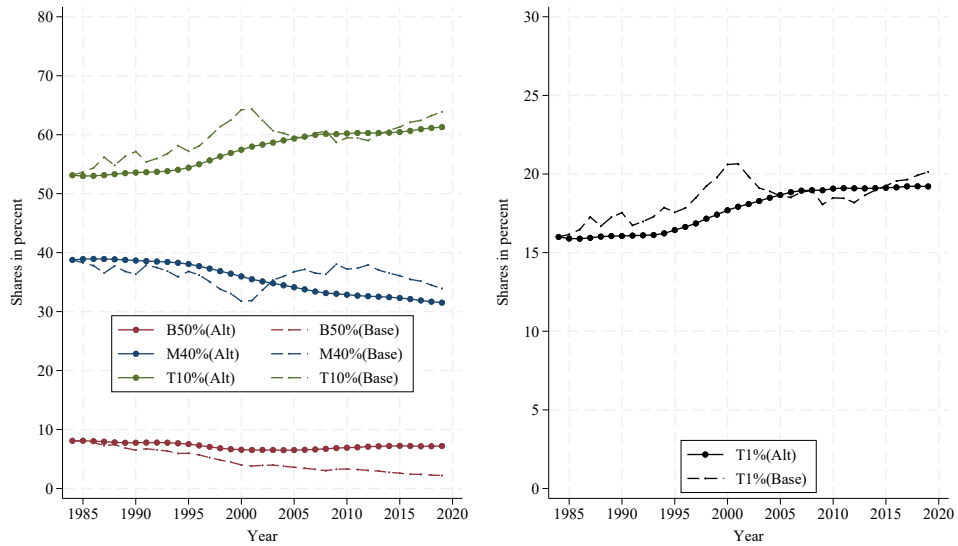 80
70
60
50
40
30
20
10
0
Shares in percent
B50%(Alt) B50%(Base)
M40%(Alt) M40%(Base)
T10%(Alt) T10%(Base)
1985 1990 1995 2000 2005 2010 2015 2020
Year
30
25
20
15
10
5
0
Shares in percent
T1%(Alt)
T1%(Base)
1985 1990 1995 2000 2005 2010 2015 2020
Year